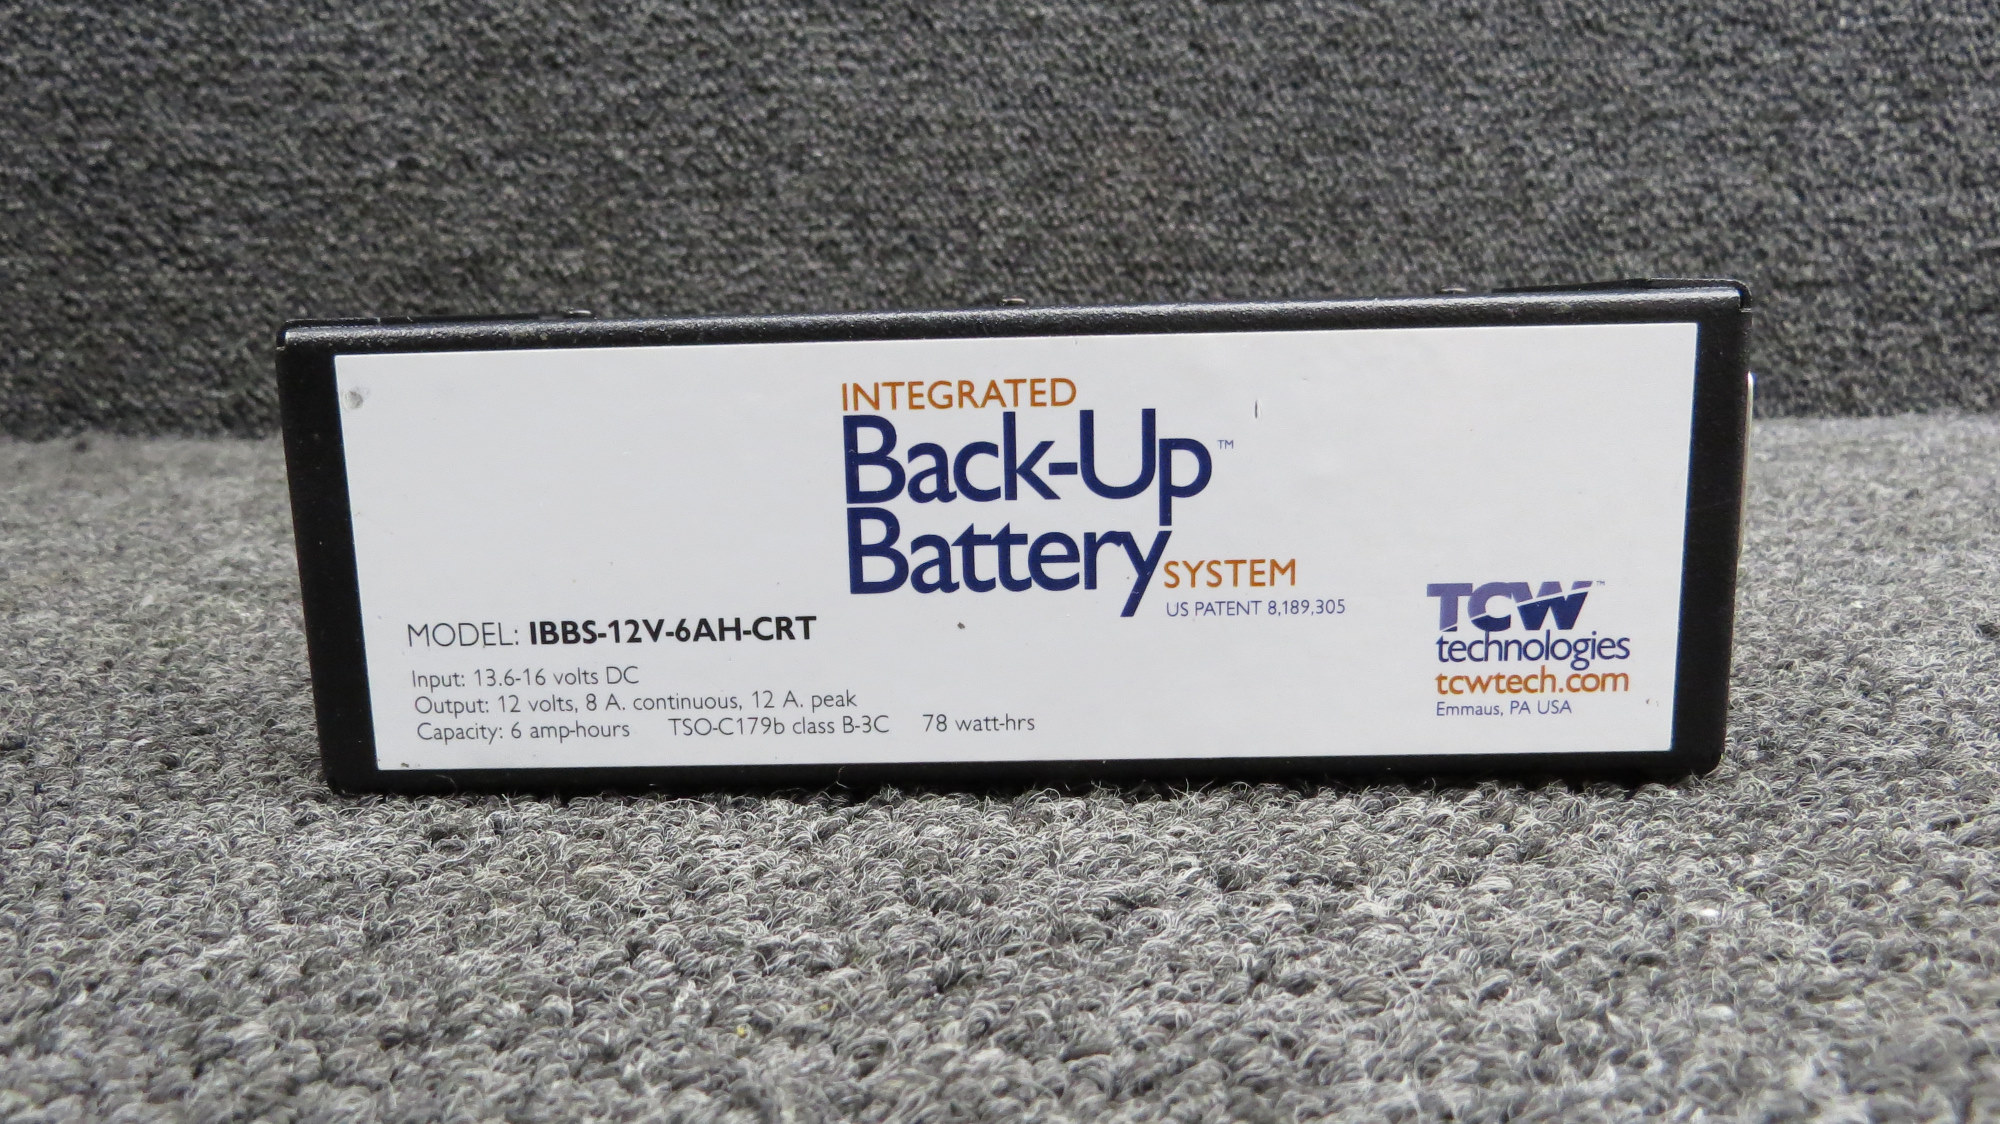 INTEGRATED
Back-Up™
Battery SYSTEM
US PATENT 8,189,305
MODEL: IBBS-12V-6AH-CRT
Input: 13.6-16 volts DC
Output: 12 volts, 8 A. continuous, 12 A. peak
Capacity: 6 amp-hours TSO-C179b class B-3C 78 watt-hrs
TCW™
technologies
tcwtech.com
Emmaus, PA USA